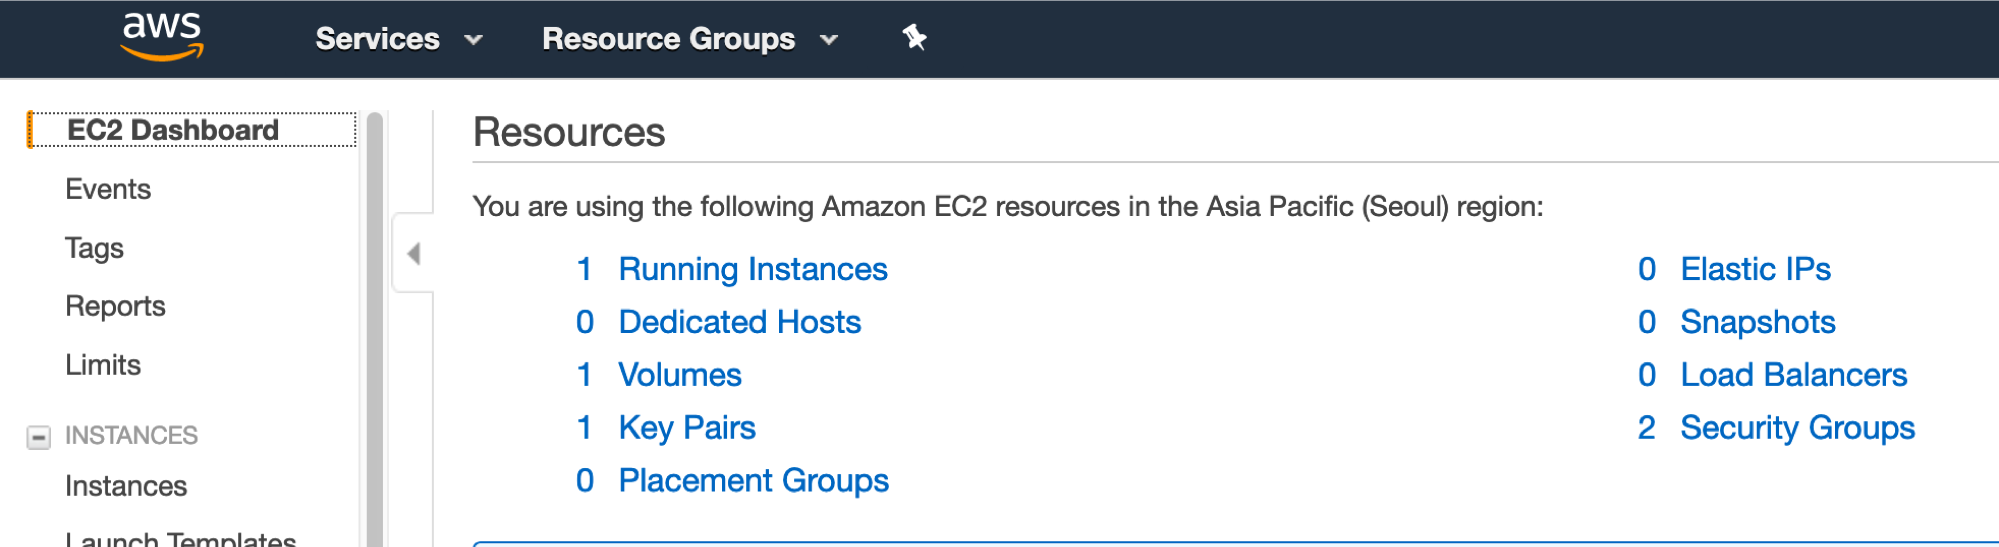 aws Services Resource Groups
EC2 Dashboard
Events
Tags
Reports
Limits
INSTANCES
Instances
Launch Templates
Resources
You are using the following Amazon EC2 resources in the Asia Pacific (Seoul) region:
1 Running Instances
0 Dedicated Hosts
1 Volumes
1 Key Pairs
0 Placement Groups
0 Elastic IPs
0 Snapshots
0 Load Balancers
2 Security Groups